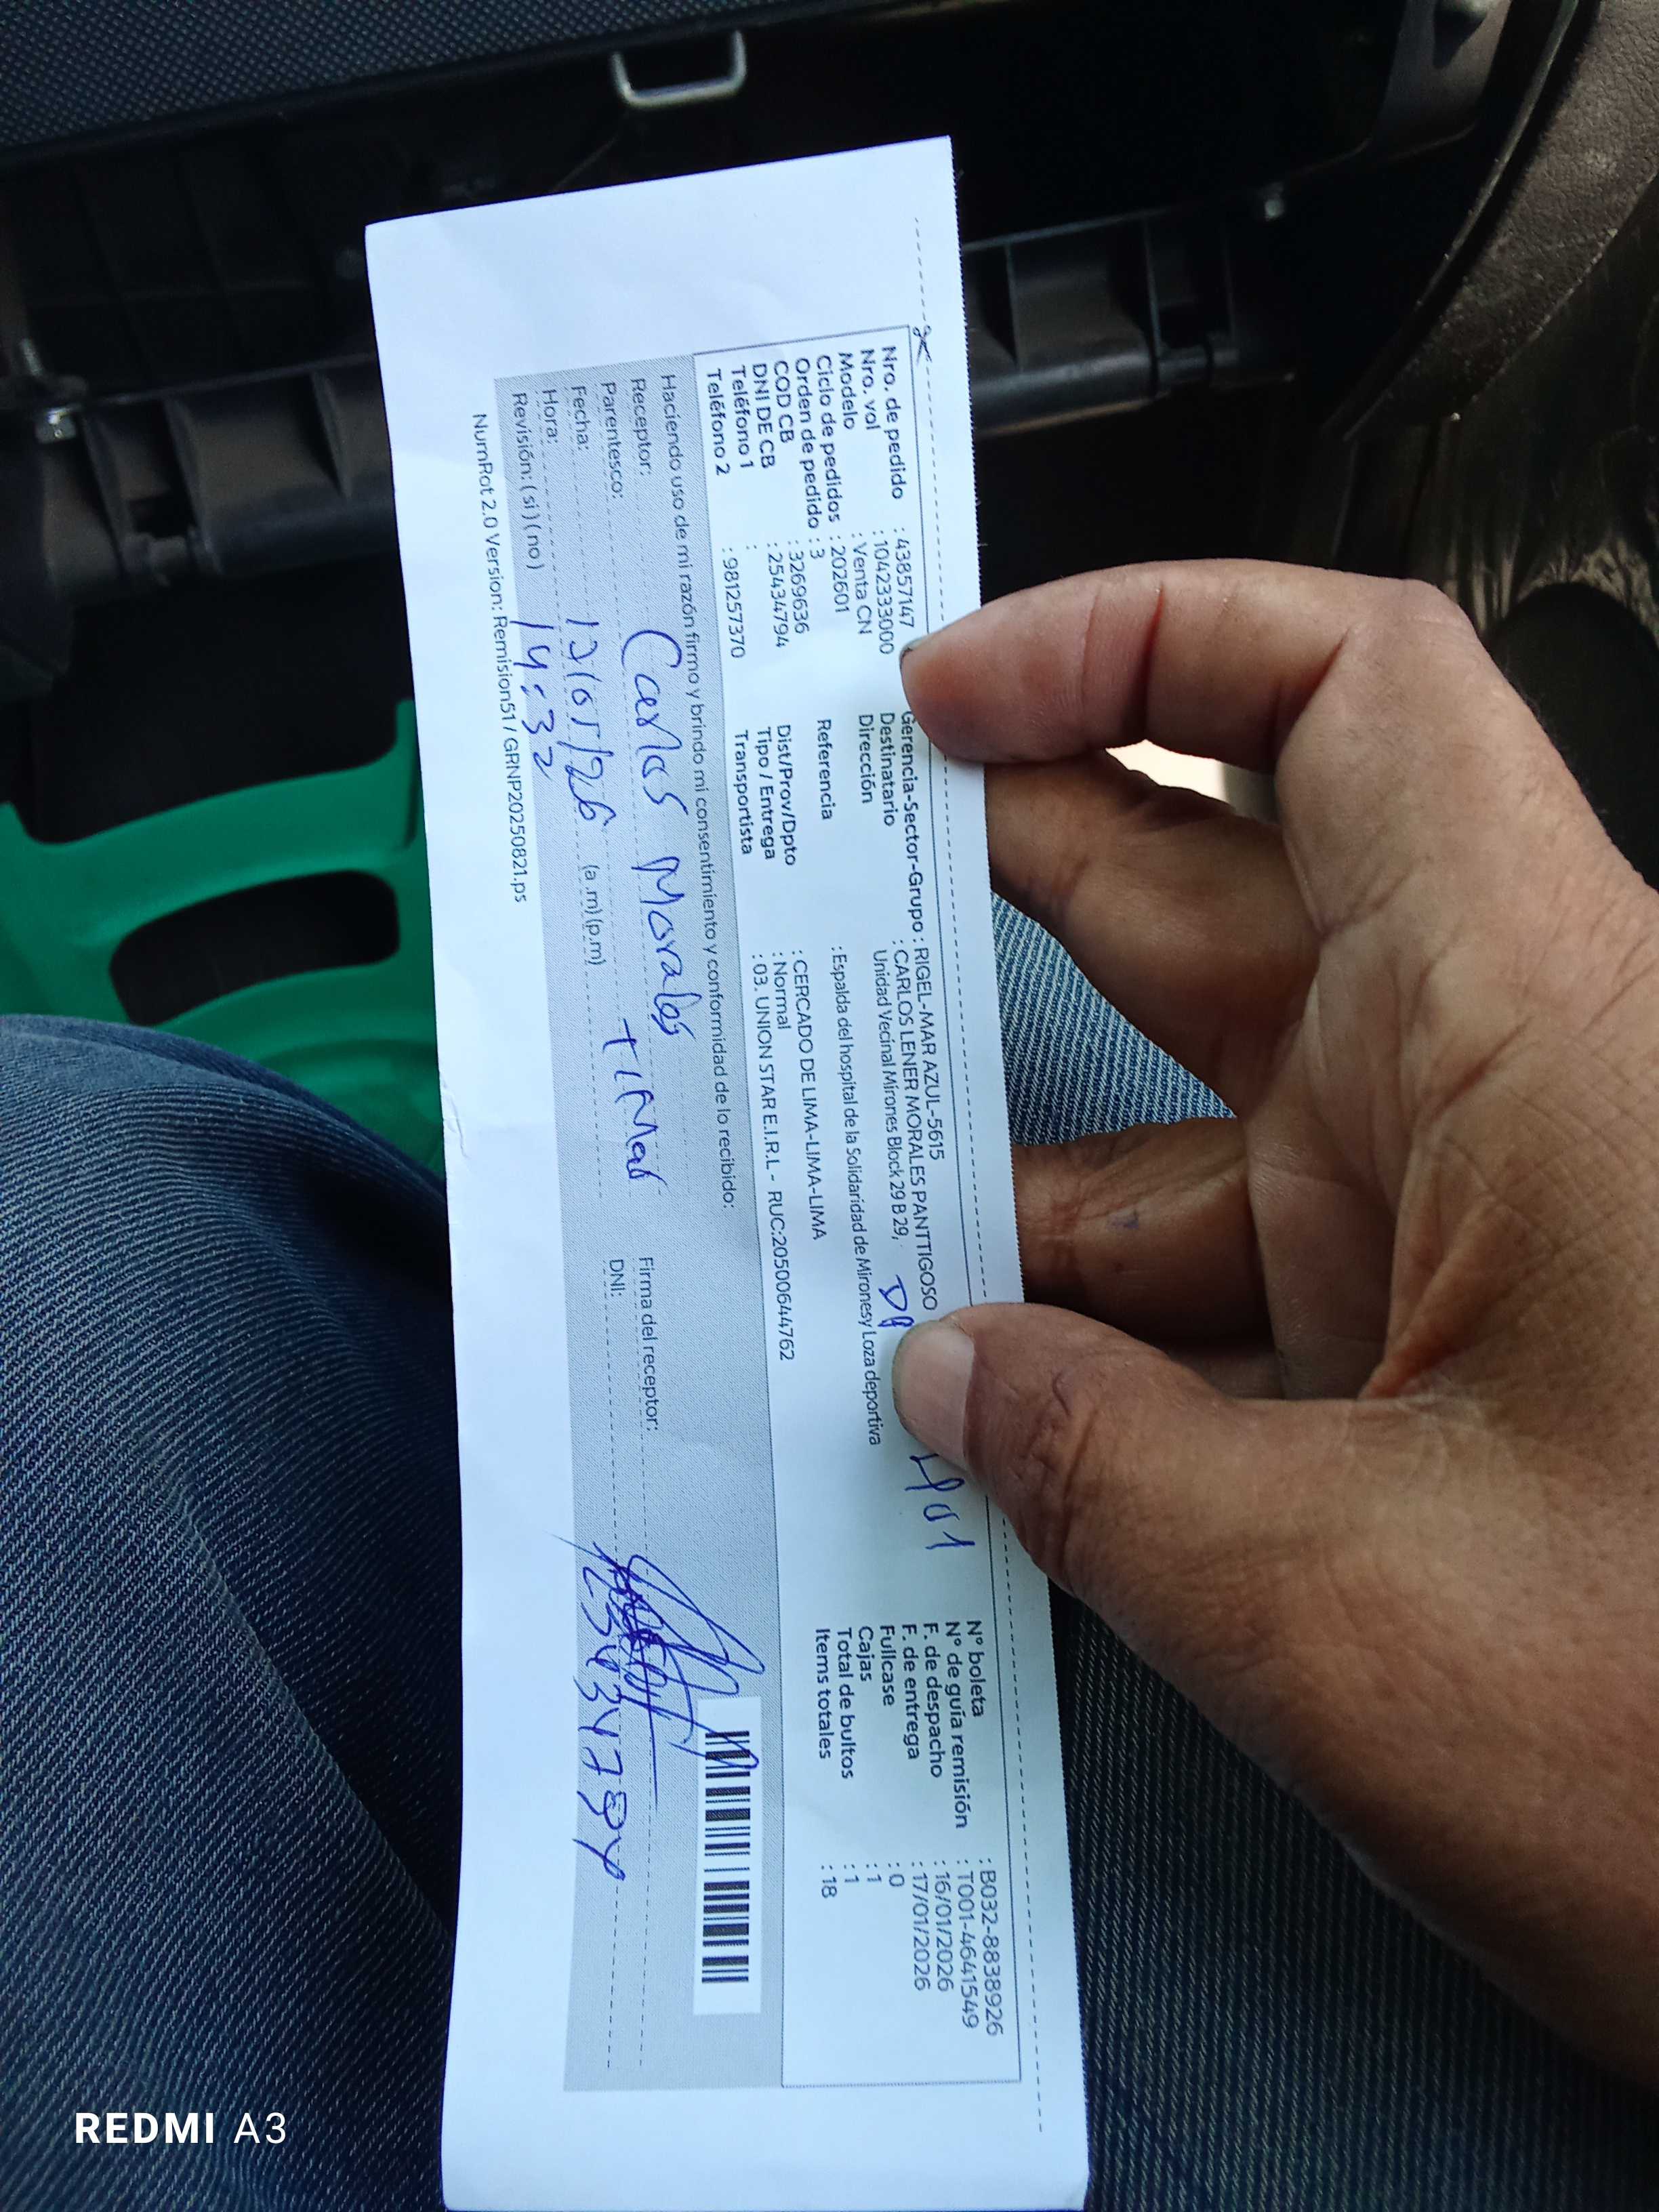 Nro. de pedido : 43857147
Nro. vol : 1042333000
Modelo : Venta CN
Ciclo de pedidos : 202601
Orden de pedido : 3
COD CB : 3269636
DNI DE CB : 25434794
Teléfono 1 :
Teléfono 2 : 981257370
Gerencia-Sector-Grupo : RIGEL-MAR AZUL-5615
Destinatario : CARLOS LENER MORALES PANTTIGOSO
Dirección Unidad Vecinal Mirones Block 29 B 29,
401
Referencia : Espalda del hospital de la Solidaridad de Mironesy Loza deportiva
Dist/Prov/Dpto : CERCADO DE LIMA-LIMA-LIMA
Tipo / Entrega : Normal
Transportista : 03. UNION STAR E.I.R.L - RUC:20500644762
N° boleta : B032-8838926
N° de guía remisión : T001-4641549
F. de despacho : 16/01/2026
F. de entrega : 17/01/2026
Fullcase : 0
Cajas : 1
Total de bultos : 1
Items totales : 18
Haciendo uso de mi razón firmo y brindo mi consentimiento y conformidad de lo recibido:
Receptor: Carlos Morales
Parentesco:
Fecha: 17/01/26
Hora: 14:32 (a .m) (p.m)
Revisión: ( si ) ( no )
Firma del receptor:
DNI: 25434794
NumRot 2.0 Version: Remision51 / GRNP20250821.ps
REDMI A3